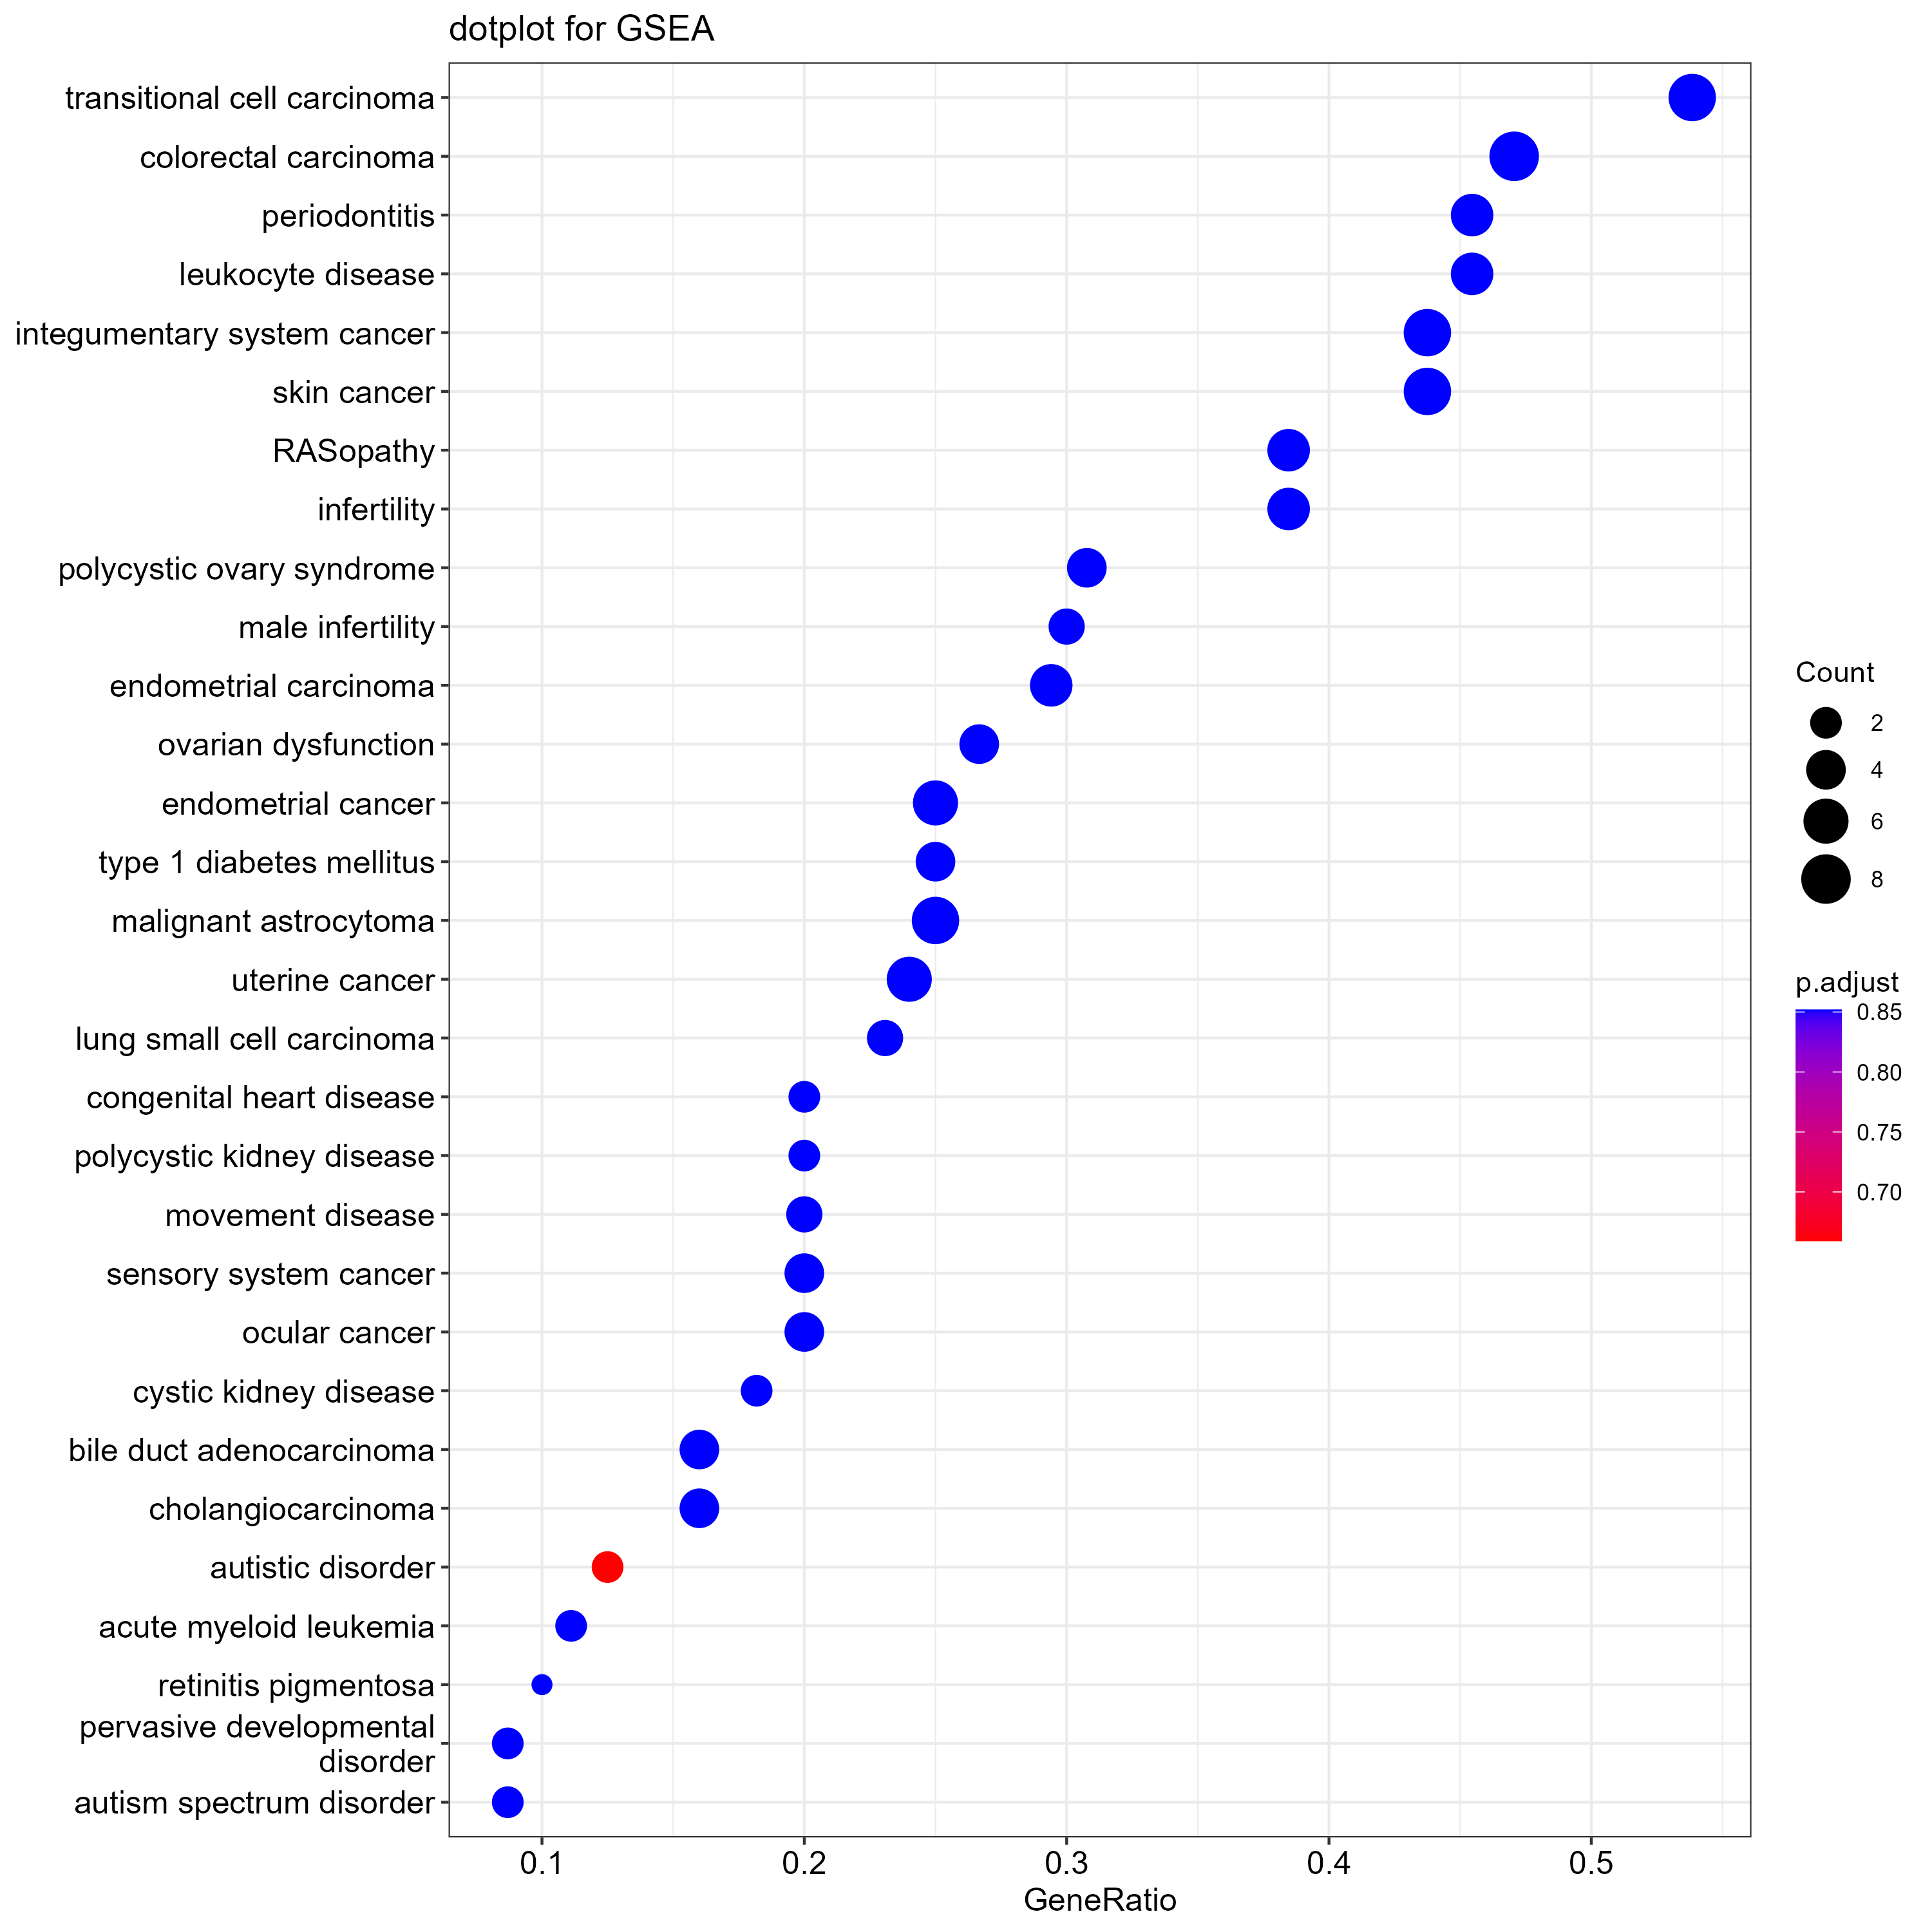 dotplot for GSEA
transitional cell carcinoma
colorectal carcinoma
periodontitis
leukocyte disease
integumentary system cancer
skin cancer
RASopathy
infertility
polycystic ovary syndrome
male infertility
endometrial carcinoma
ovarian dysfunction
endometrial cancer
type 1 diabetes mellitus
malignant astrocytoma
uterine cancer
lung small cell carcinoma
congenital heart disease
polycystic kidney disease
movement disease
sensory system cancer
ocular cancer
cystic kidney disease
bile duct adenocarcinoma
cholangiocarcinoma
autistic disorder
acute myeloid leukemia
retinitis pigmentosa
pervasive developmental
disorder
autism spectrum disorder
0.1 0.2 0.3 0.4 0.5
GeneRatio
Count
2
4
6
8
p.adjust
0.85
0.80
0.75
0.70